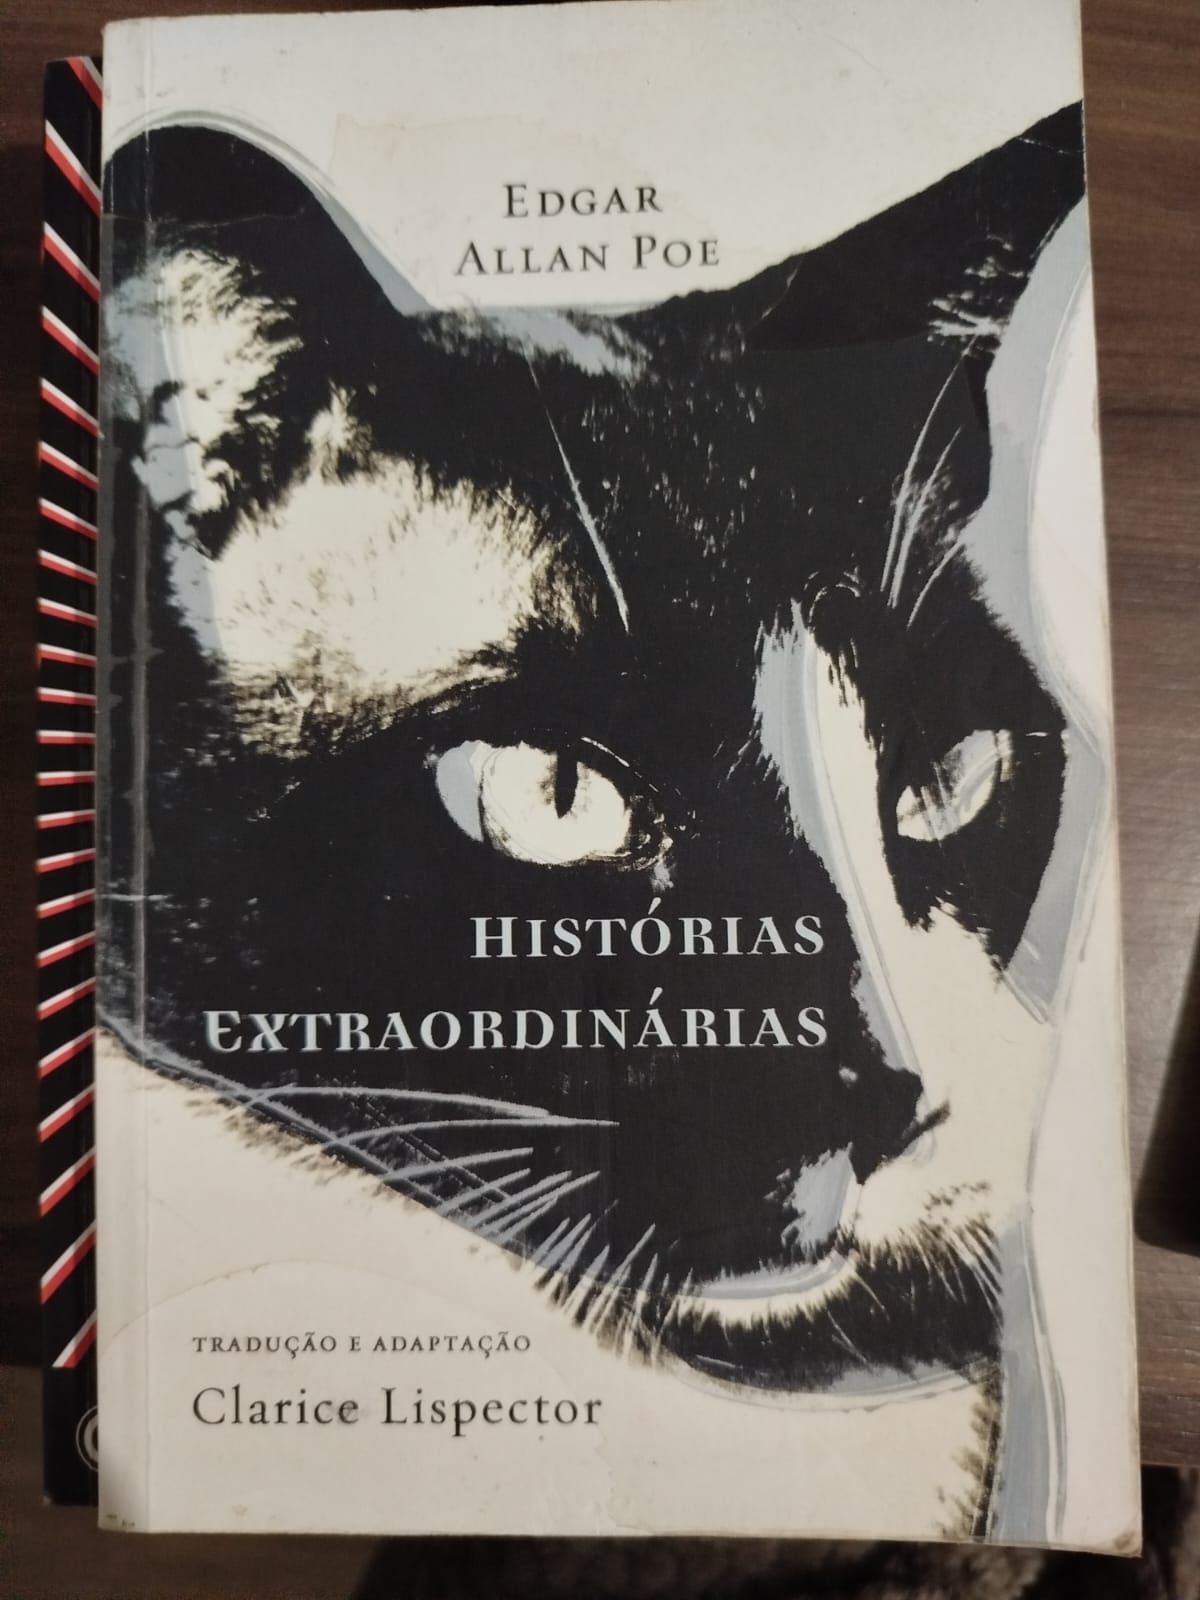 EDGAR
ALLAN POE
HISTÓRIAS
EXTRAORDINÁRIAS
TRADUÇÃO E ADAPTAÇÃO
Clarice Lispector